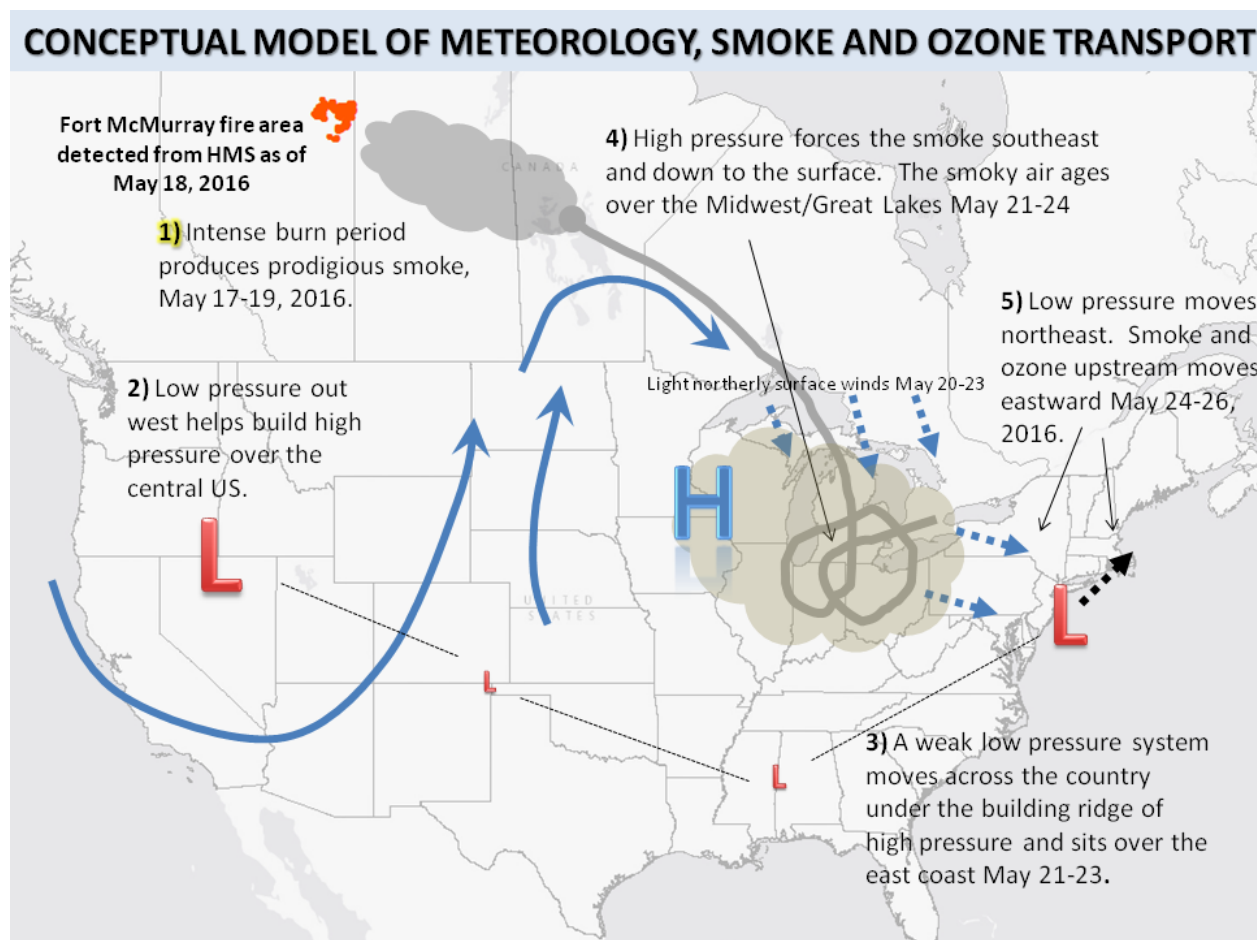 CONCEPTUAL MODEL OF METEOROLOGY, SMOKE AND OZONE TRANSPORT
Fort McMurray fire area
detected from HMS as of
May 18, 2016
CANADA
4) High pressure forces the smoke southeast
and down to the surface. The smoky air ages
over the Midwest/Great Lakes May 21-24
1) Intense burn period
produces prodigious smoke,
May 17-19, 2016.
5) Low pressure moves
northeast. Smoke and
ozone upstream moves
eastward May 24-26,
2016.
2) Low pressure out
west helps build high
pressure over the
central US.
Light northerly surface winds May 20-23
H
L
UNITED
STATES
L
L
L
3) A weak low pressure system
moves across the country
under the building ridge of
high pressure and sits over the
east coast May 21-23.